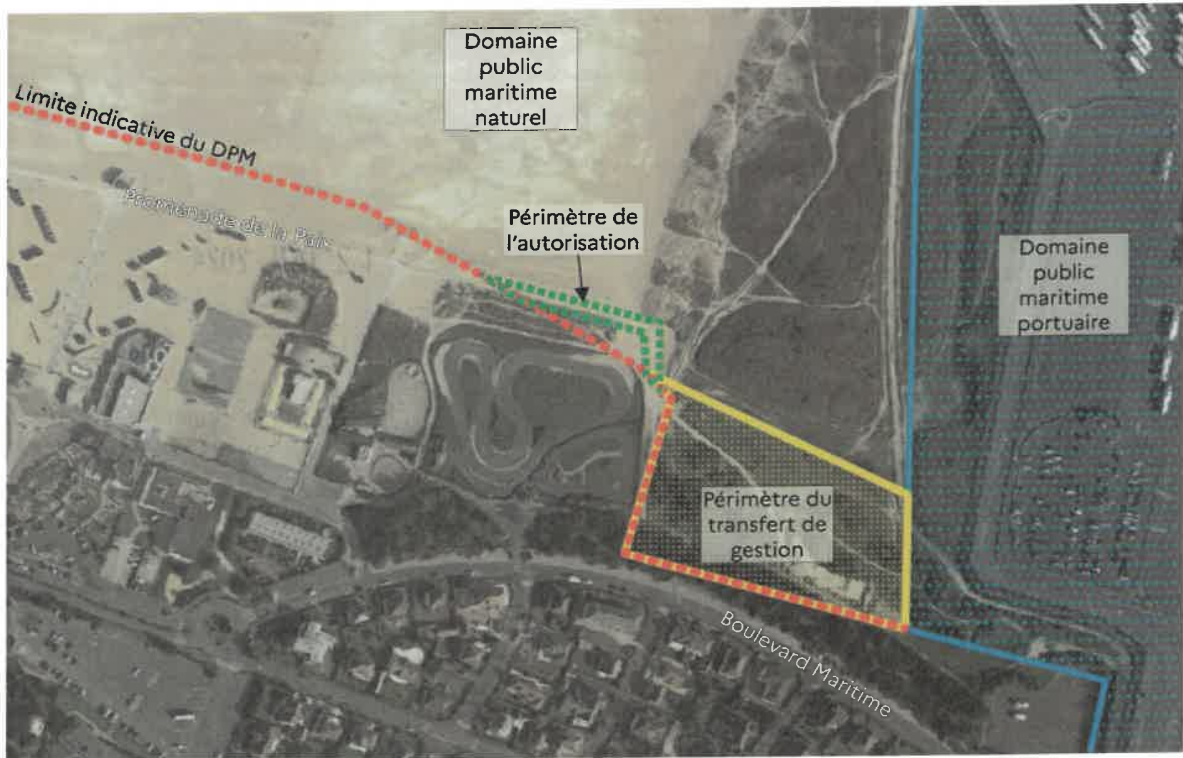 Domaine
public
maritime
naturel
Limite indicative du DPM
Promenade de la Paix
Périmètre de
l'autorisation
Domaine
public
maritime
portuaire
Périmètre du
transfert de
gestion
Boulevard Maritime